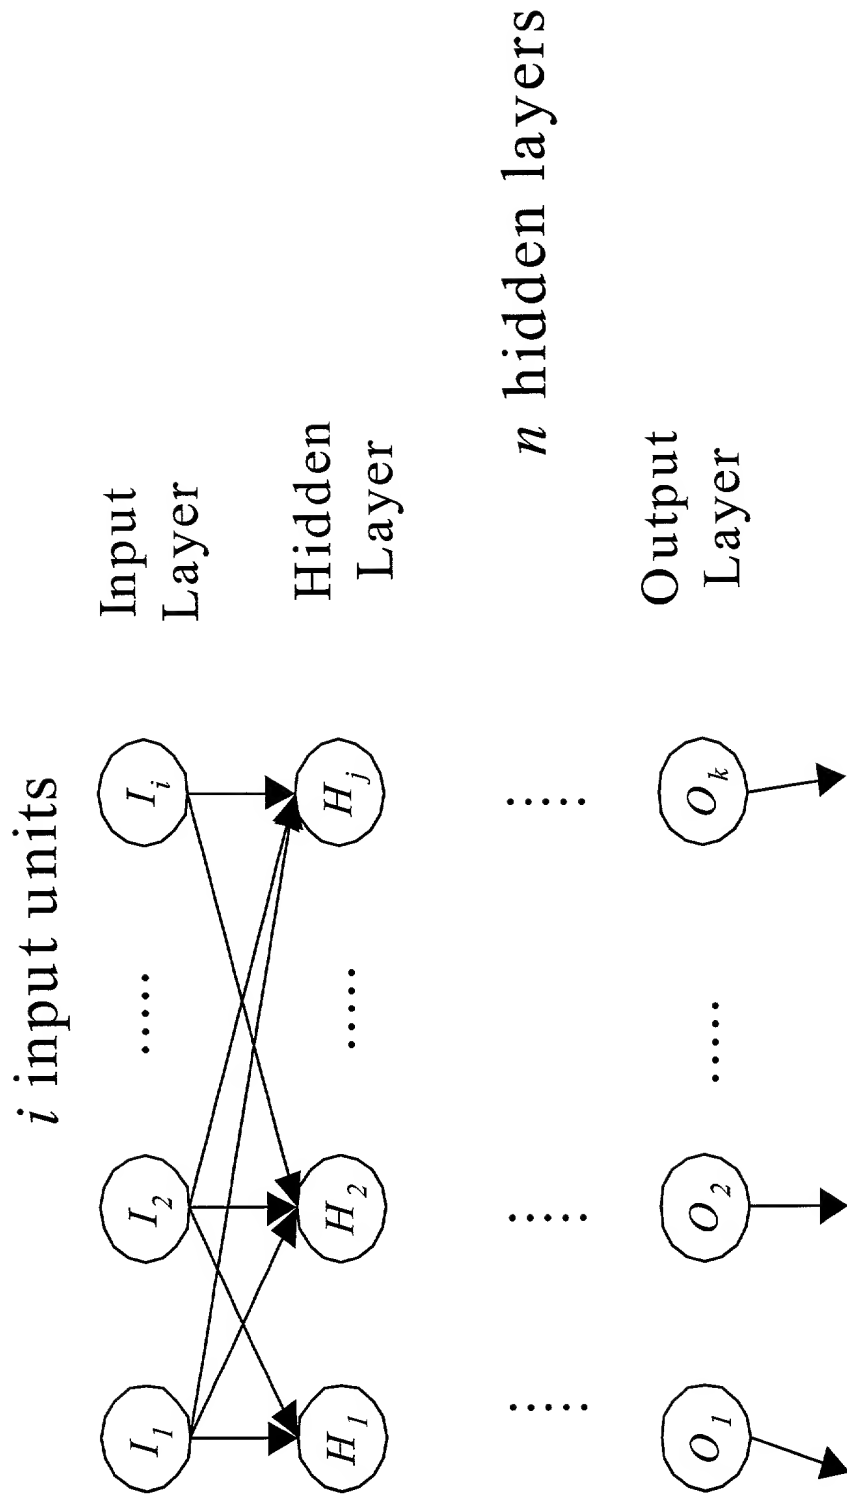 i input units
I1 I2 ..... Ii
Input
Layer
H1 H2 ..... Hj
Hidden
Layer
..... ..... .....
n hidden layers
O1 O2 ..... Ok
Output
Layer